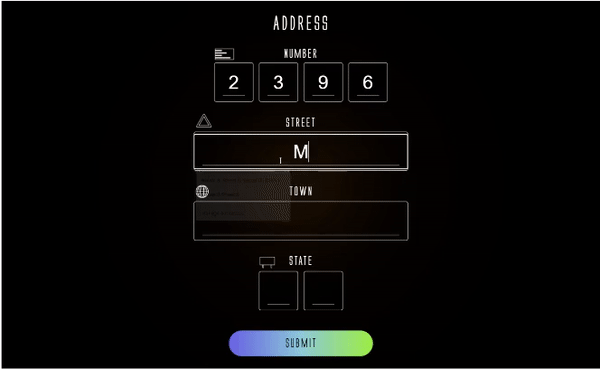 ADDRESS
NUMBER
2 3 9 6
STREET
M
TOWN
STATE
SUBMIT